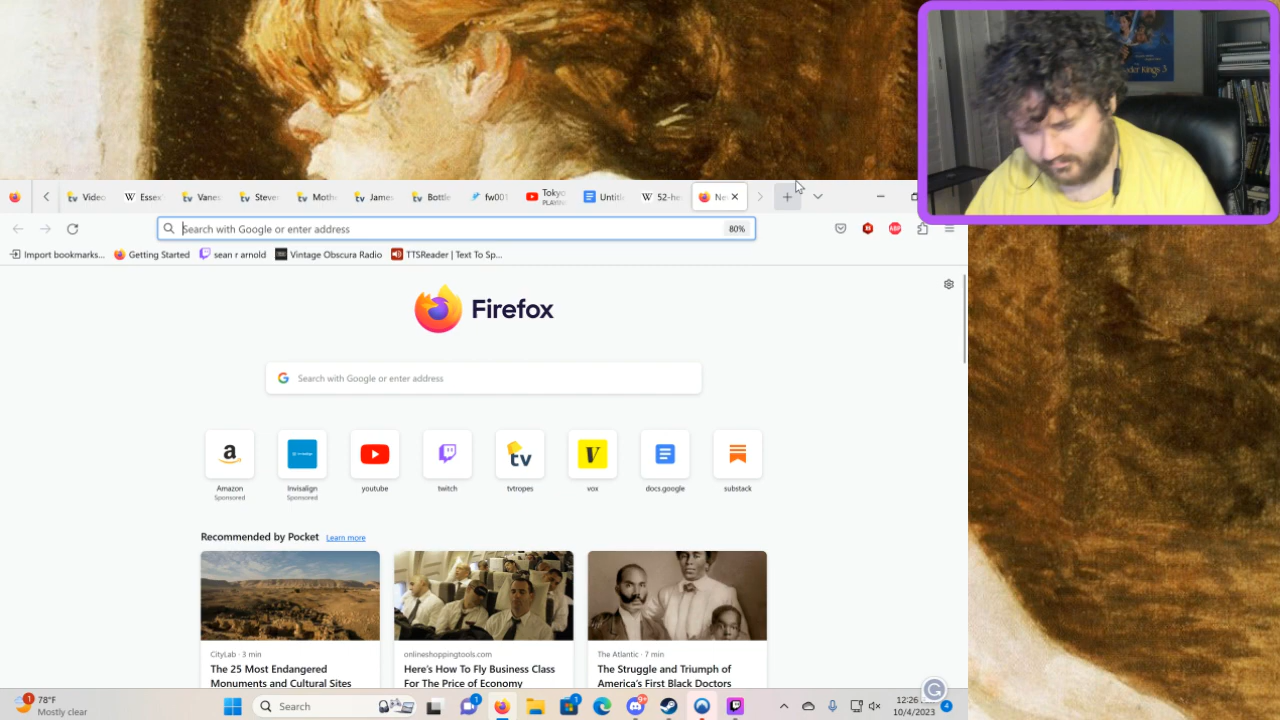 Video
Essex
Vanes
Steve
Moth
James
Bottle
fw001
Tokyo
PLAYING
Untitl
52-he
Ne
Search with Google or enter address
80%
Import bookmarks...
Getting Started
sean r arnold
Vintage Obscura Radio
TTSReader | Text To Sp...
Firefox
Search with Google or enter address
Amazon
Sponsored
Invisalign
Sponsored
youtube
twitch
tvtropes
vox
docs.google
substack
Recommended by Pocket Learn more
CityLab · 3 min
The 25 Most Endangered
Monuments and Cultural Sites
onlineshoppingtools.com
Here's How To Fly Business Class
For The Price of Economy
The Atlantic · 7 min
The Struggle and Triumph of
America's First Black Doctors
78°F
Mostly clear
Search
12:26
10/4/2023